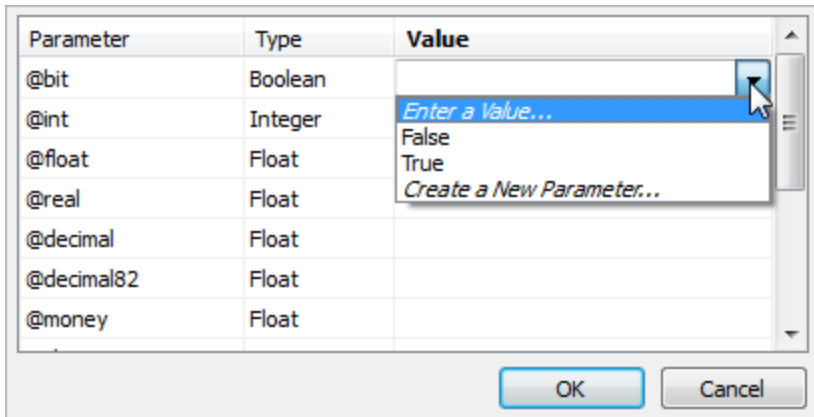 Parameter Type Value
@bit Boolean
Enter a Value...
@int Integer
False
@float Float
True
@real Float
Create a New Parameter...
@decimal Float
@decimal82 Float
@money Float
OK Cancel